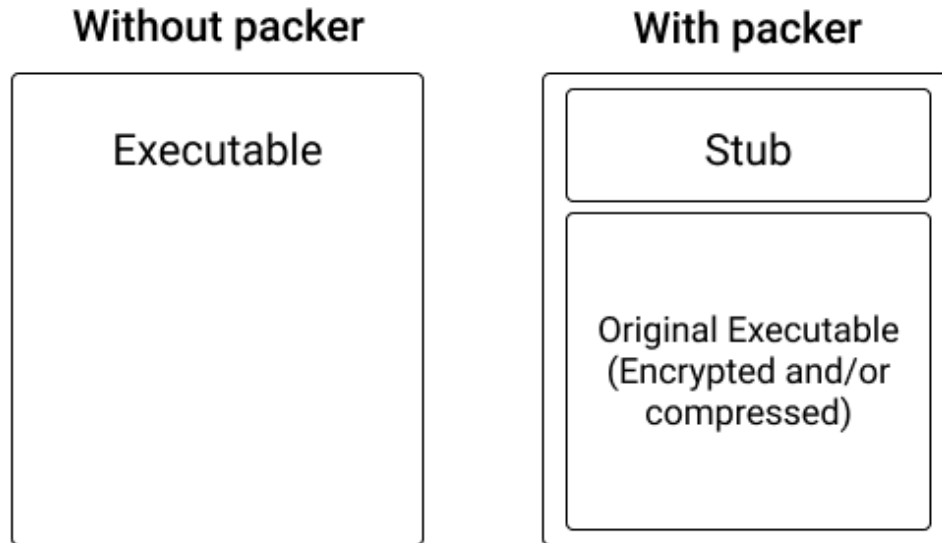 Without packer
With packer
Executable
Stub
Original Executable
(Encrypted and/or
compressed)